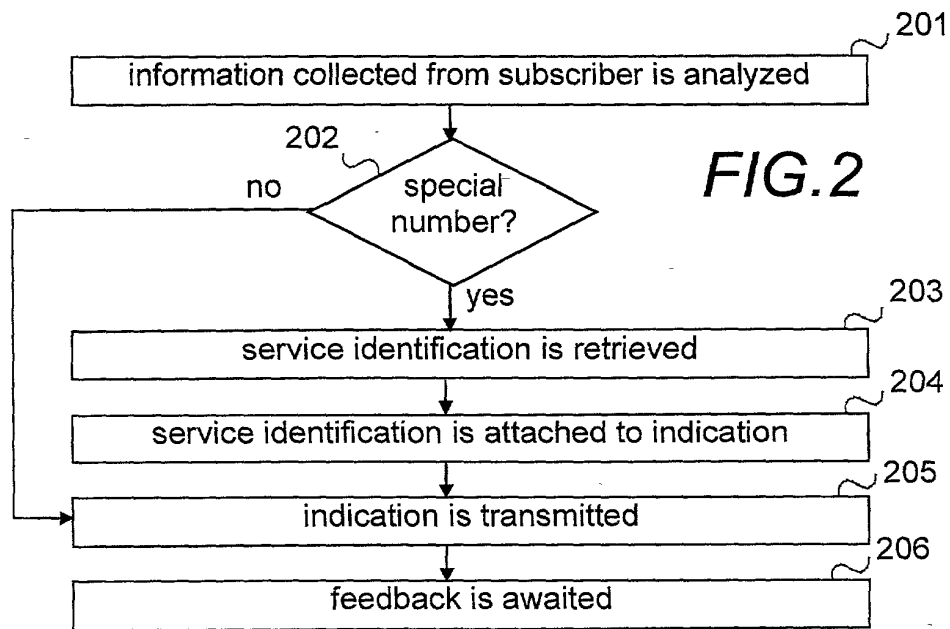 201
information collected from subscriber is analyzed
202
FIG.2
no
special
number?
yes
203
service identification is retrieved
204
service identification is attached to indication
205
indication is transmitted
206
feedback is awaited